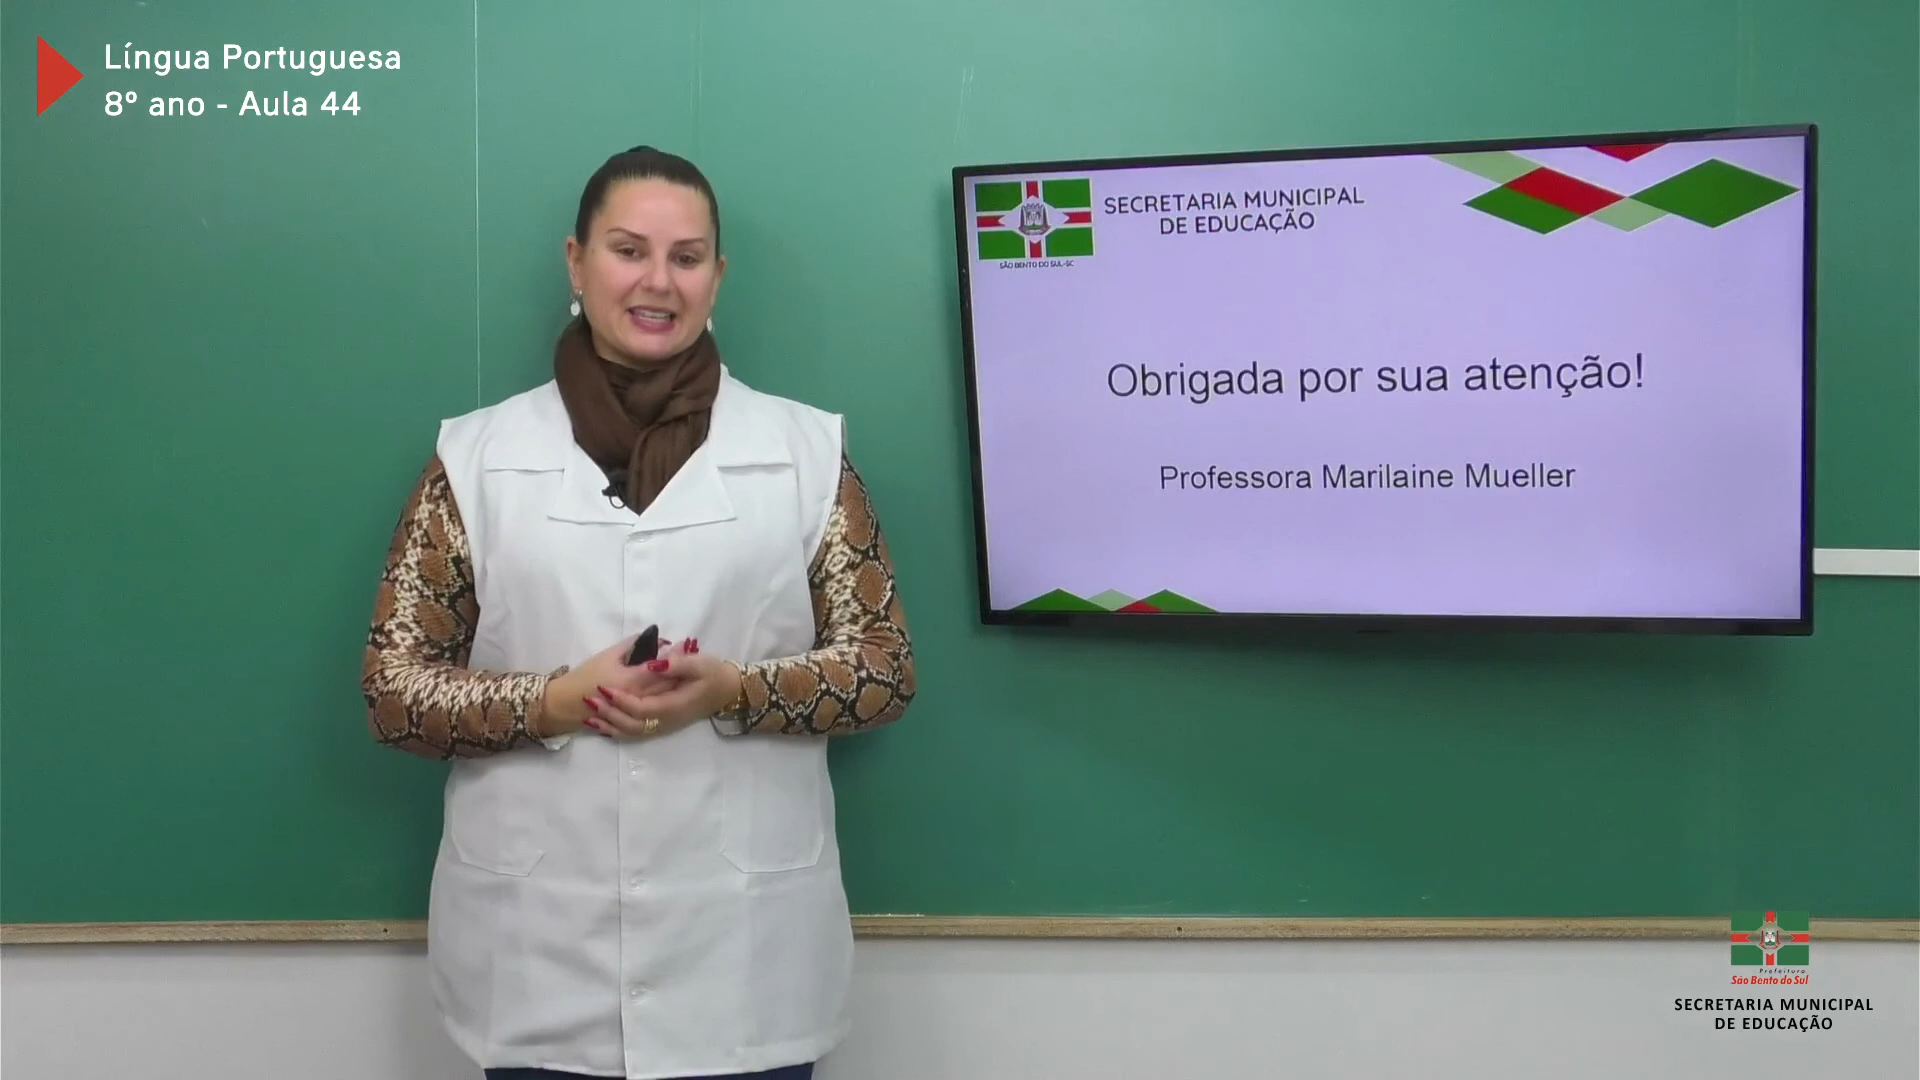 Língua Portuguesa
8º ano - Aula 44
SECRETARIA MUNICIPAL
DE EDUCAÇÃO
SÃO BENTO DO SUL-SC
Obrigada por sua atenção!
Professora Marilaine Mueller
Prefeitura
São Bento do Sul
SECRETARIA MUNICIPAL
DE EDUCAÇÃO